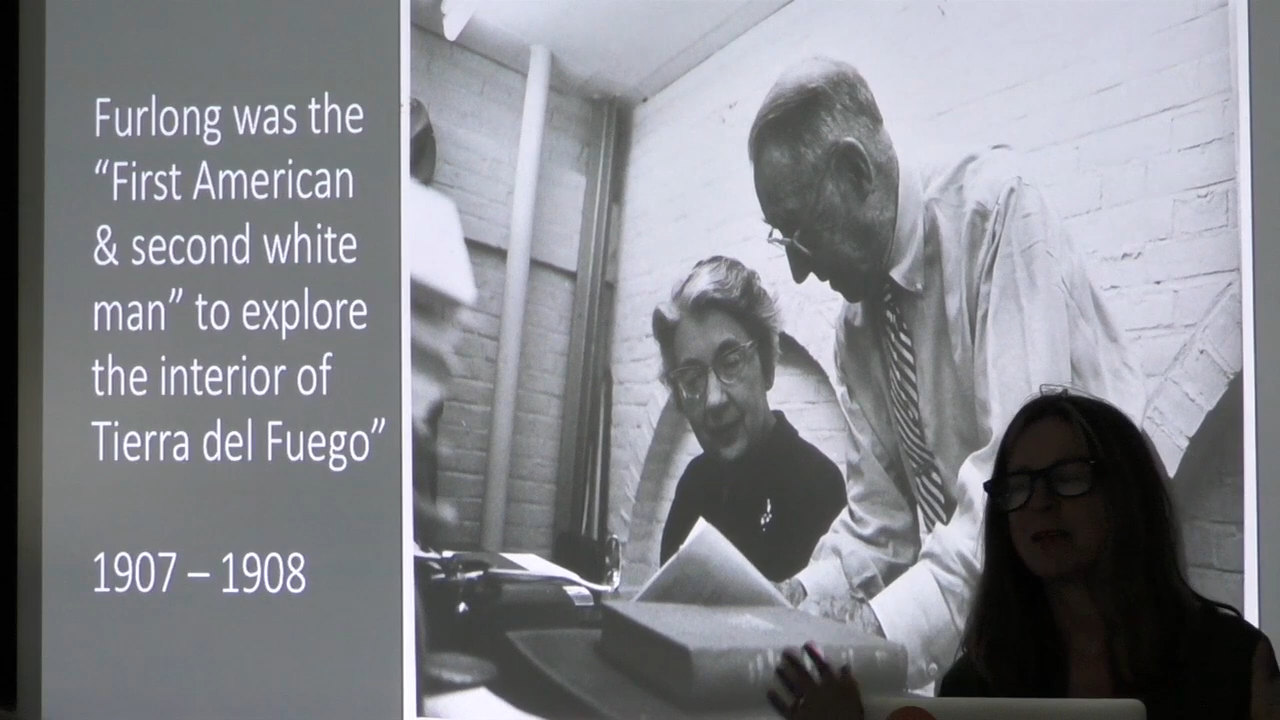 Furlong was the
“First American
& second white
man” to explore
the interior of
Tierra del Fuego”
1907 – 1908